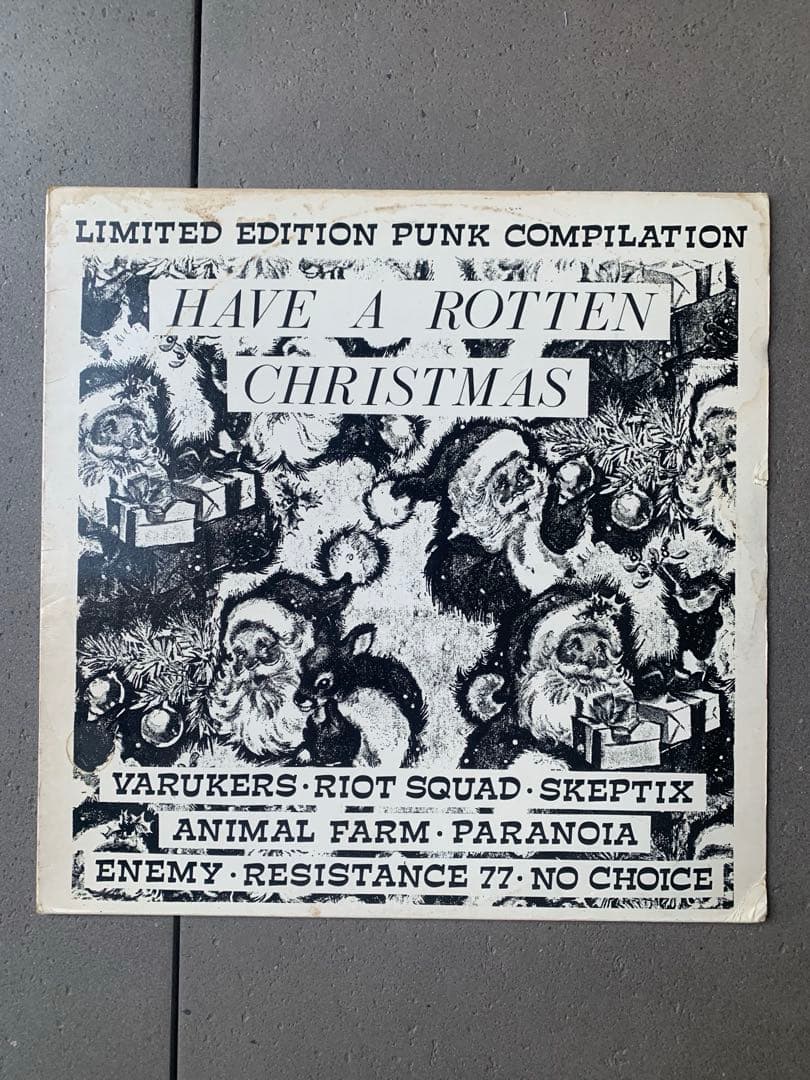 LIMITED EDITION PUNK COMPILATION
HAVE A ROTTEN
CHRISTMAS
VARUKERS · RIOT SQUAD · SKEPTIX
ANIMAL FARM · PARANOIA
ENEMY · RESISTANCE 77 · NO CHOICE